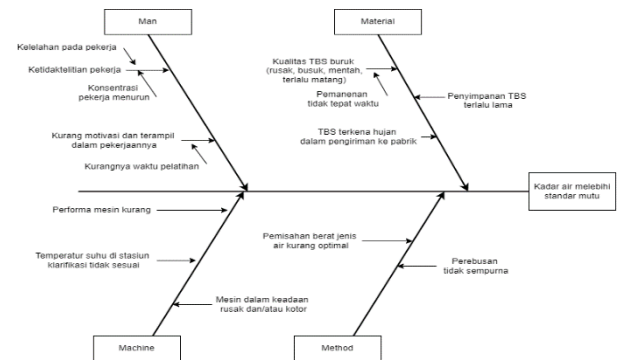 Man
Material
Kelelahan pada pekerja
Ketidaktelitian pekerja
Konsentrasi
pekerja menurun
Kurang motivasi dan terampil
dalam pekerjaannya
Kurangnya waktu pelatihan
Kualitas TBS buruk
(rusak, busuk, mentah,
terlalu matang)
Pemanenan
tidak tepat waktu
Penyimpanan TBS
terlalu lama
TBS terkena hujan
dalam pengiriman ke pabrik
Kadar air melebihi
standar mutu
Performa mesin kurang
Temperatur suhu di stasiun
klarifikasi tidak sesuai
Mesin dalam keadaan
rusak dan/atau kotor
Pemisahan berat jenis
air kurang optimal
Perebusan
tidak sempurna
Machine
Method